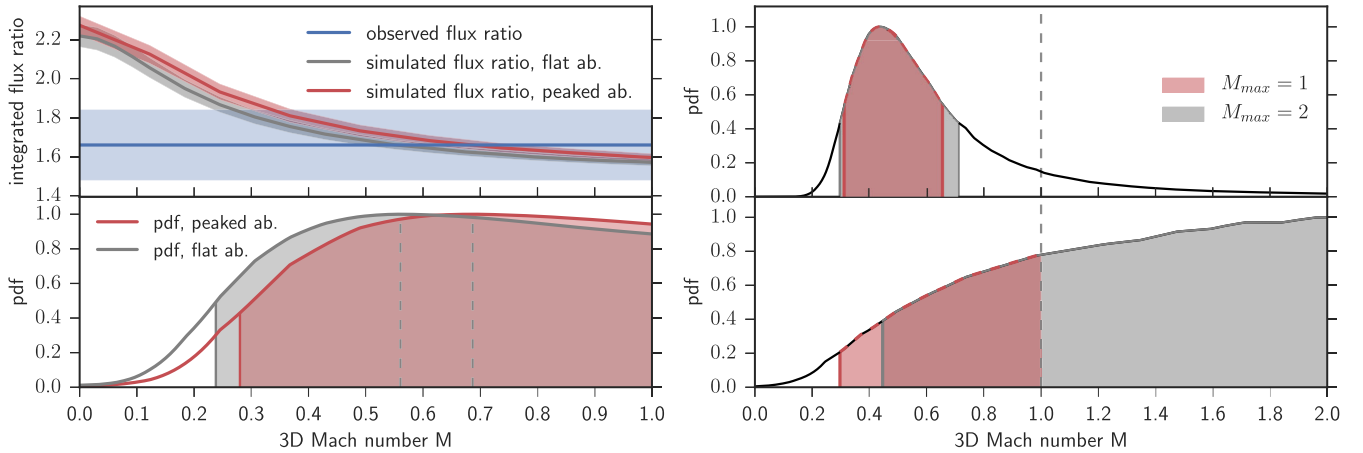 integrated flux ratio
2.2
2.0
1.8
1.6
1.4
observed flux ratio
simulated flux ratio, flat ab.
simulated flux ratio, peaked ab.
pdf
1.0
0.8
0.6
0.4
0.2
0.0
pdf, peaked ab.
pdf, flat ab.
0.0 0.1 0.2 0.3 0.4 0.5 0.6 0.7 0.8 0.9 1.0
3D Mach number M
pdf
1.0
0.8
0.6
0.4
0.2
0.0
M_{max} = 1
M_{max} = 2
pdf
1.0
0.8
0.6
0.4
0.2
0.0
0.0 0.2 0.4 0.6 0.8 1.0 1.2 1.4 1.6 1.8 2.0
3D Mach number M